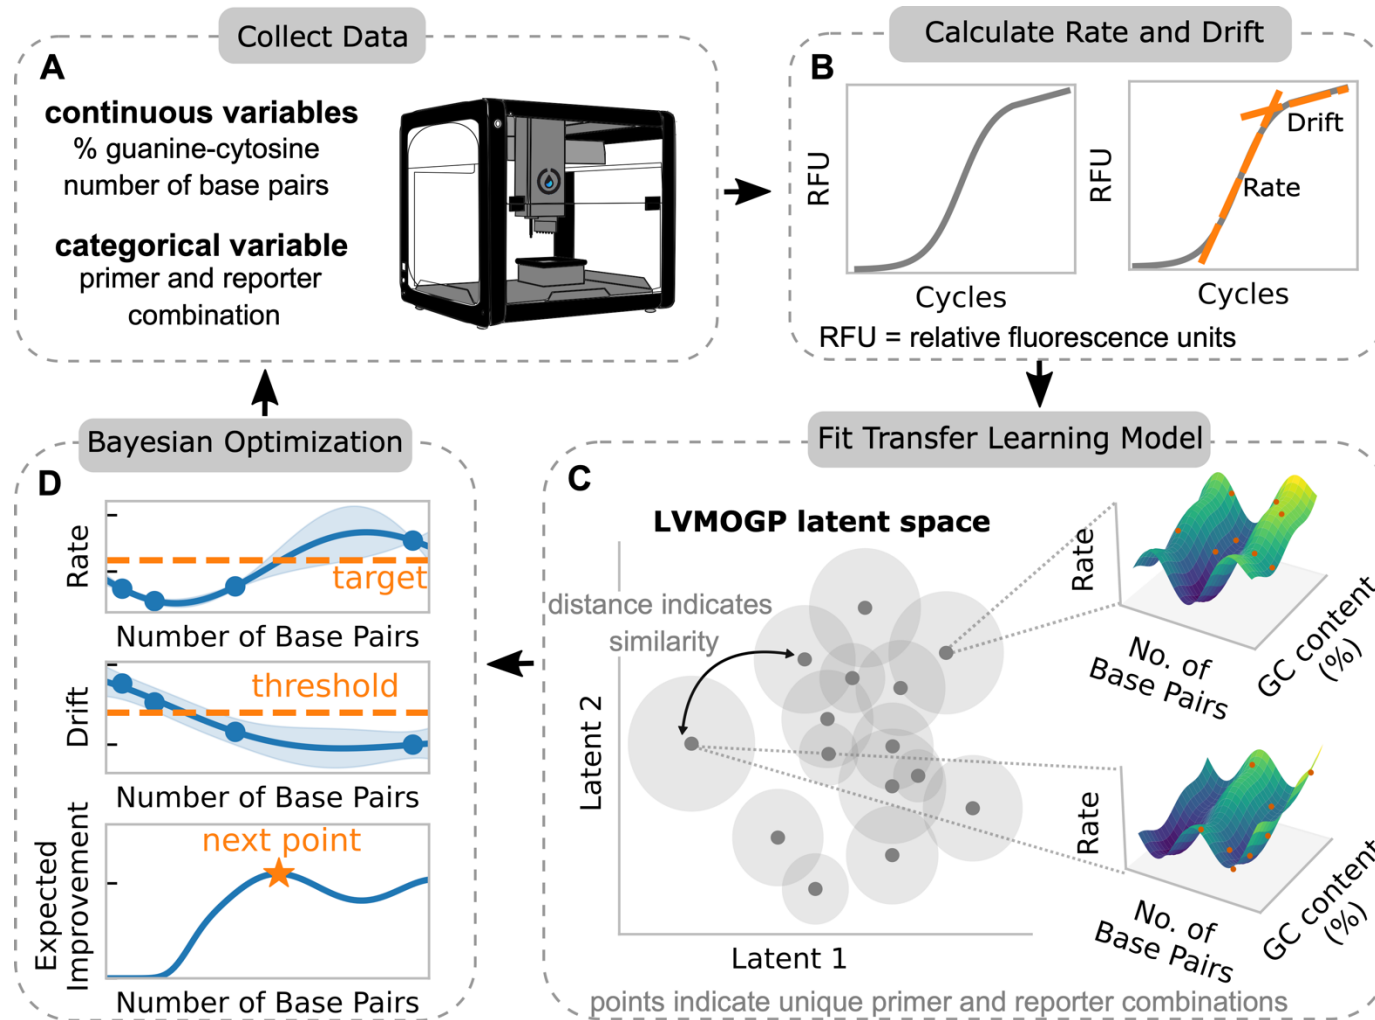 Collect Data
A
continuous variables
% guanine-cytosine
number of base pairs
categorical variable
primer and reporter
combination
Calculate Rate and Drift
B
RFU
Cycles
RFU
Drift
Rate
Cycles
RFU = relative fluorescence units
Fit Transfer Learning Model
C
LVMOGP latent space
distance indicates
similarity
Latent 2
Latent 1
Rate
No. of
Base Pairs
GC content
(%)
Rate
No. of
Base Pairs
GC content
(%)
points indicate unique primer and reporter combinations
Bayesian Optimization
D
Rate
target
Number of Base Pairs
Drift
threshold
Number of Base Pairs
Expected
Improvement
next point
Number of Base Pairs